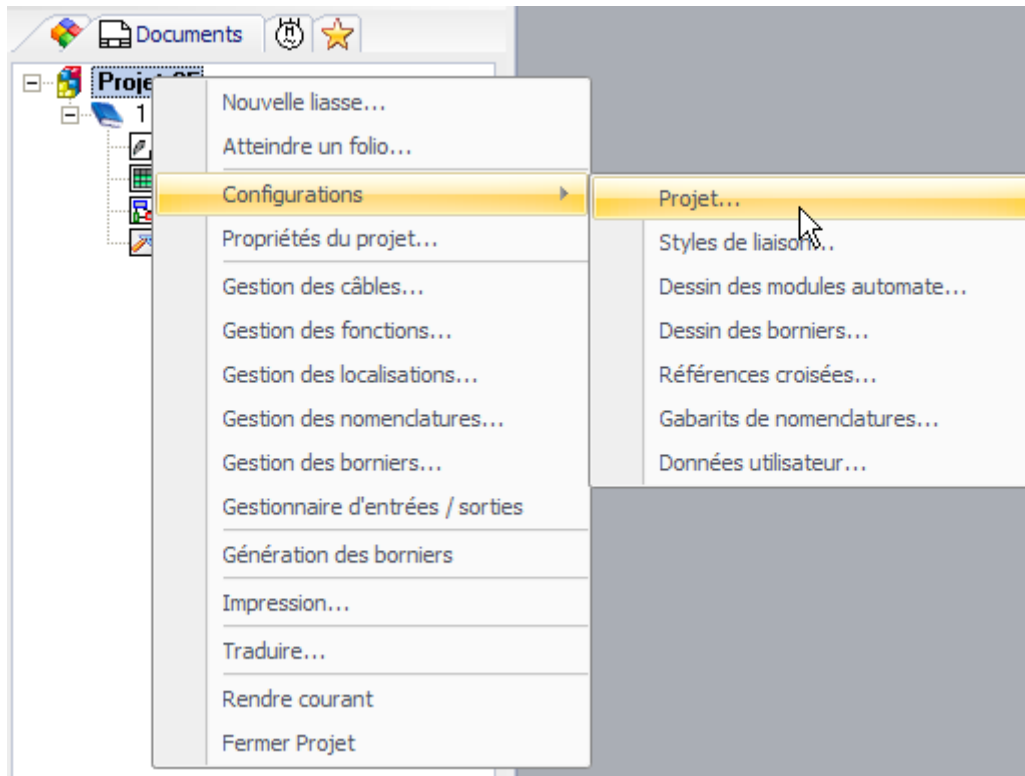 Documents
Projet
1
Nouvelle liasse...
Atteindre un folio...
Configurations
Propriétés du projet...
Gestion des câbles...
Gestion des fonctions...
Gestion des localisations...
Gestion des nomenclatures...
Gestion des borniers...
Gestionnaire d'entrées / sorties
Génération des borniers
Impression...
Traduire...
Rendre courant
Fermer Projet
Projet...
Styles de liaison...
Dessin des modules automate...
Dessin des borniers...
Références croisées...
Gabarits de nomenclatures...
Données utilisateur...